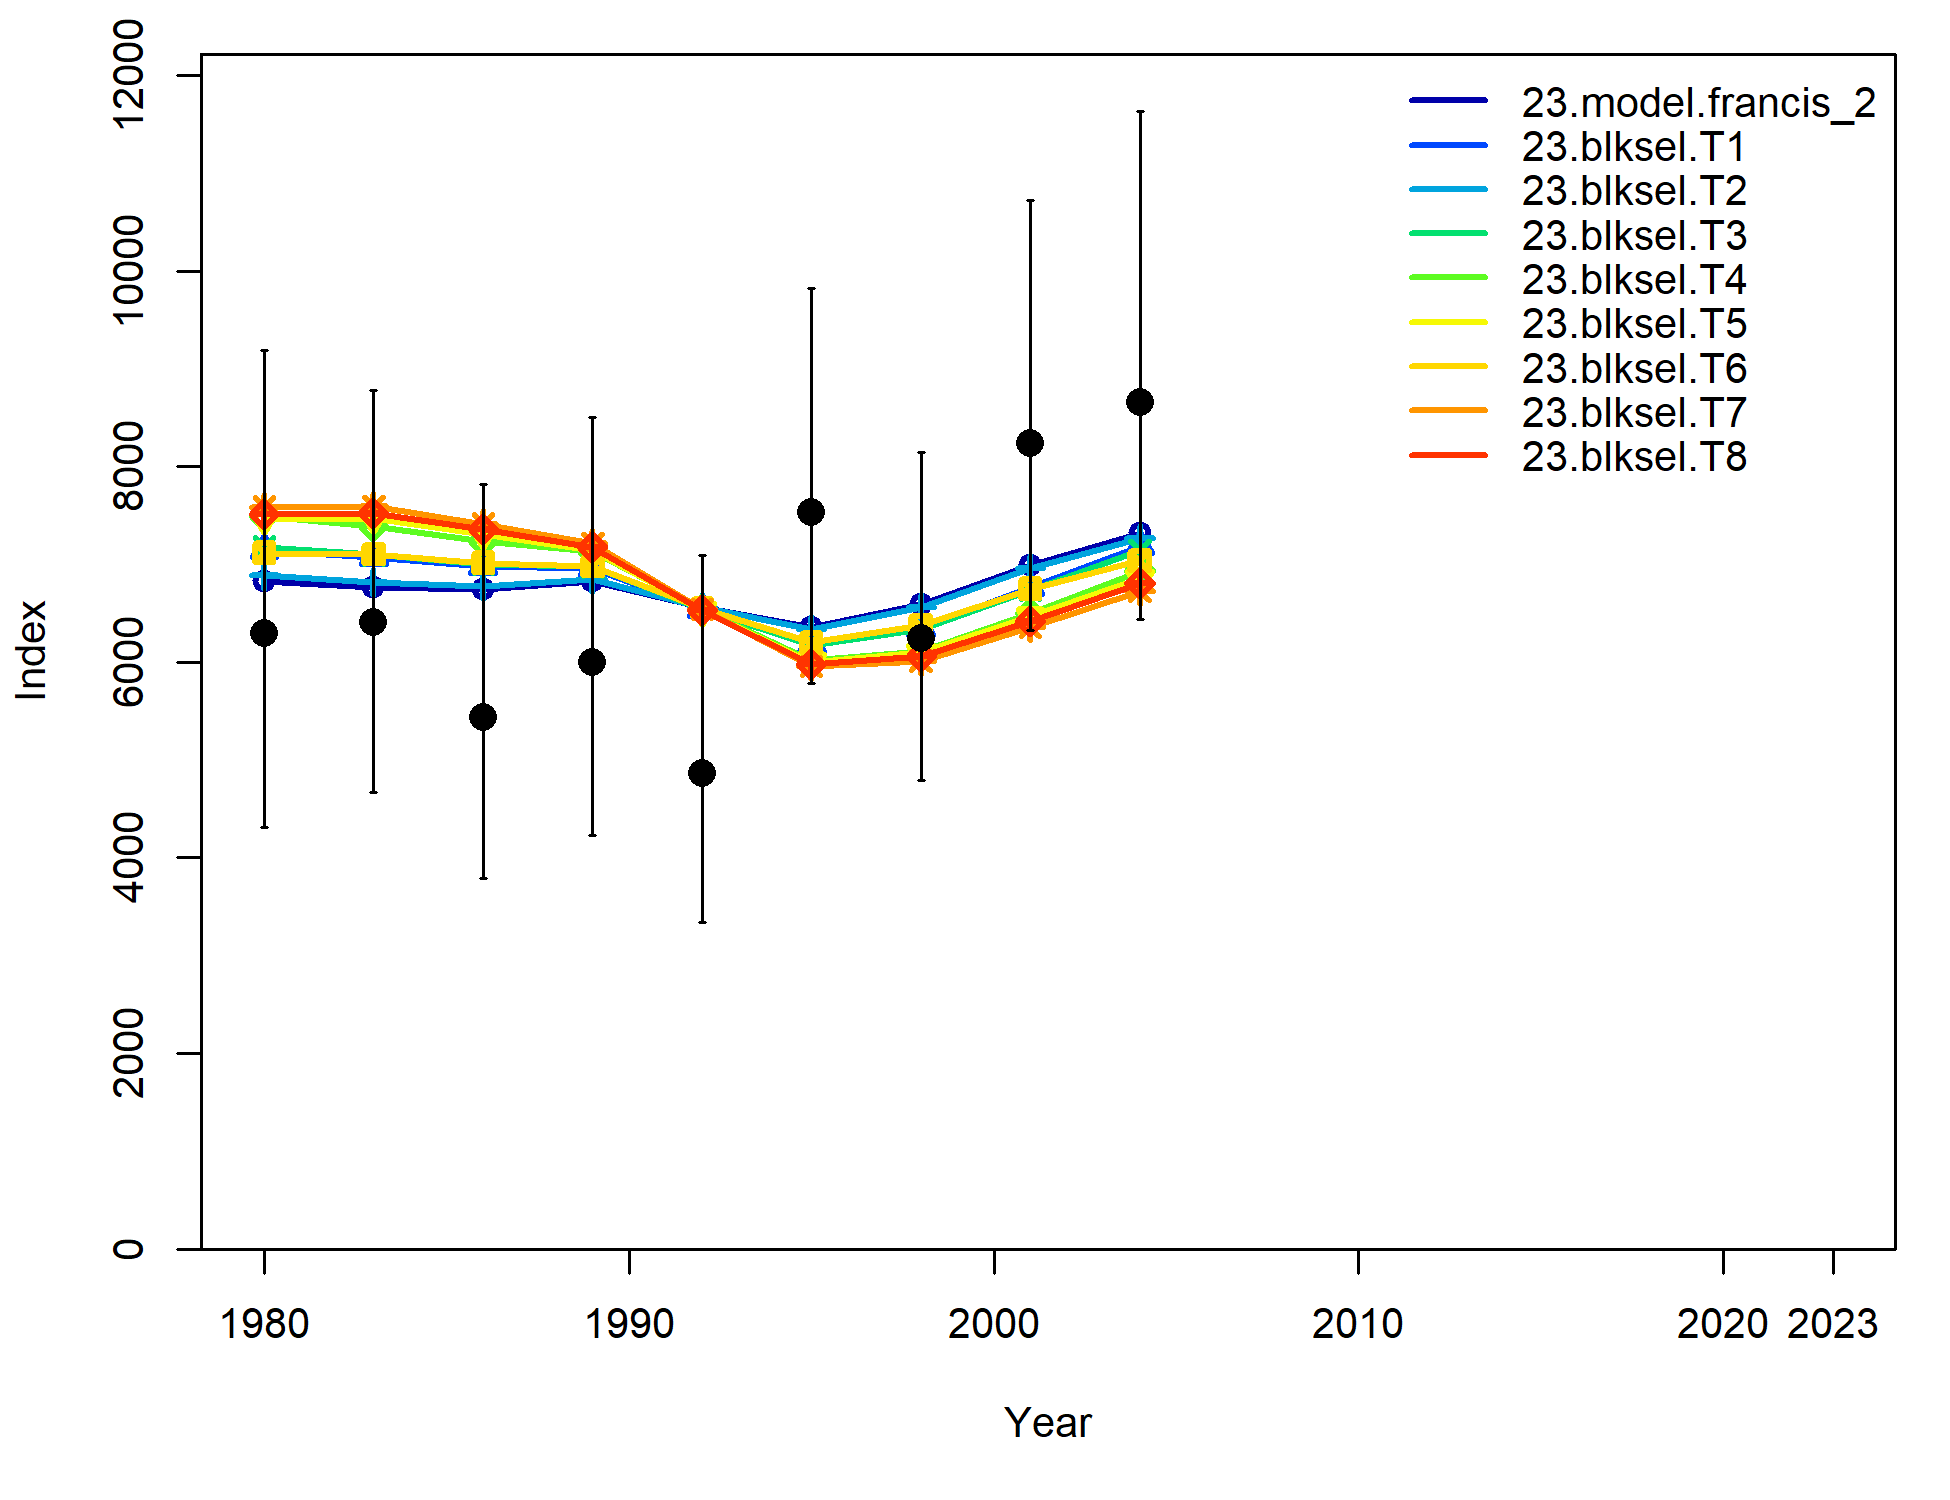 12000
10000
8000
6000
4000
2000
0
Index
23.model.francis_2
23.blksel.T1
23.blksel.T2
23.blksel.T3
23.blksel.T4
23.blksel.T5
23.blksel.T6
23.blksel.T7
23.blksel.T8
1980 1990 2000 2010 2020 2023
Year